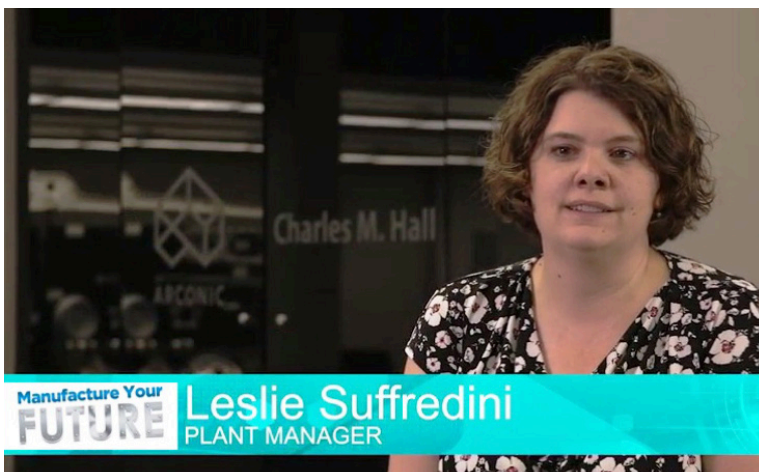 Charles M. Hall
ARCONIC
Manufacture Your
FUTURE
Leslie Suffredini
PLANT MANAGER